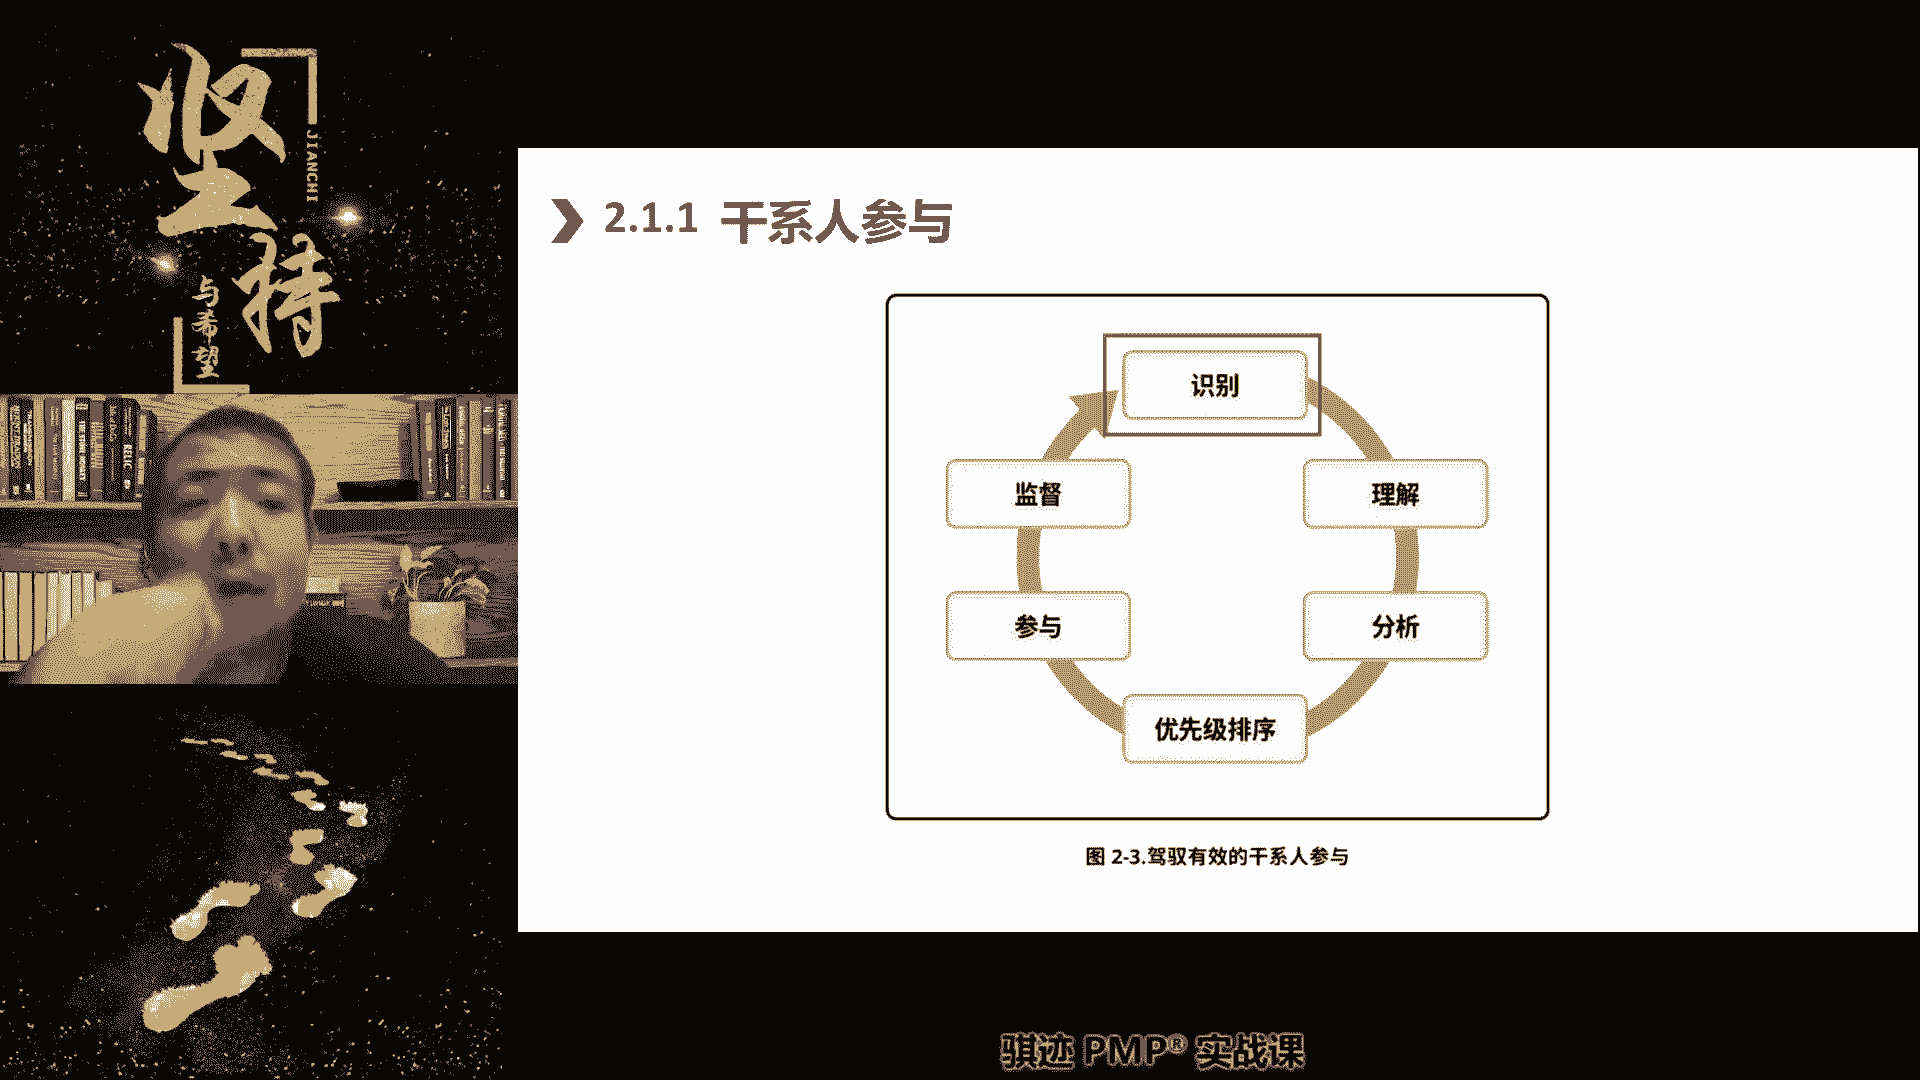 坚持
JIANCHI
与希望
2.1.1 干系人参与
识别
监督
理解
参与
分析
优先级排序
图 2-3.驾驭有效的干系人参与
骐迹 PMP® 实战课